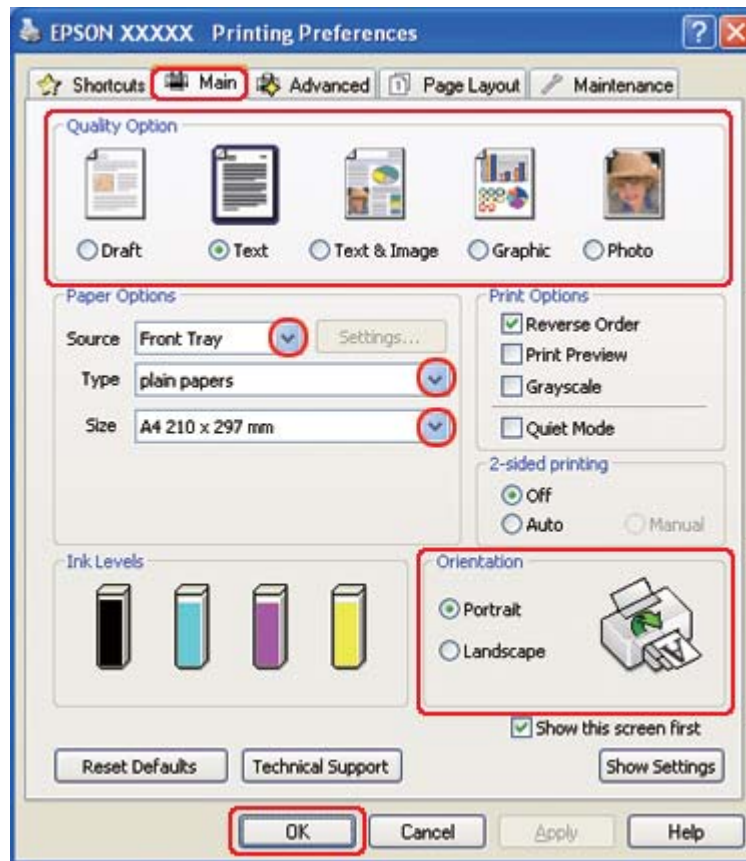 EPSON XXXXX Printing Preferences
Shortcuts Main Advanced Page Layout Maintenance
Quality Option
Draft Text Text & Image Graphic Photo
Paper Options
Source Front Tray Settings...
Type plain papers
Size A4 210 x 297 mm
Print Options
Reverse Order
Print Preview
Grayscale
Quiet Mode
2-sided printing
Off
Auto Manual
Ink Levels
Orientation
Portrait
Landscape
Show this screen first
Reset Defaults Technical Support Show Settings
OK Cancel Apply Help